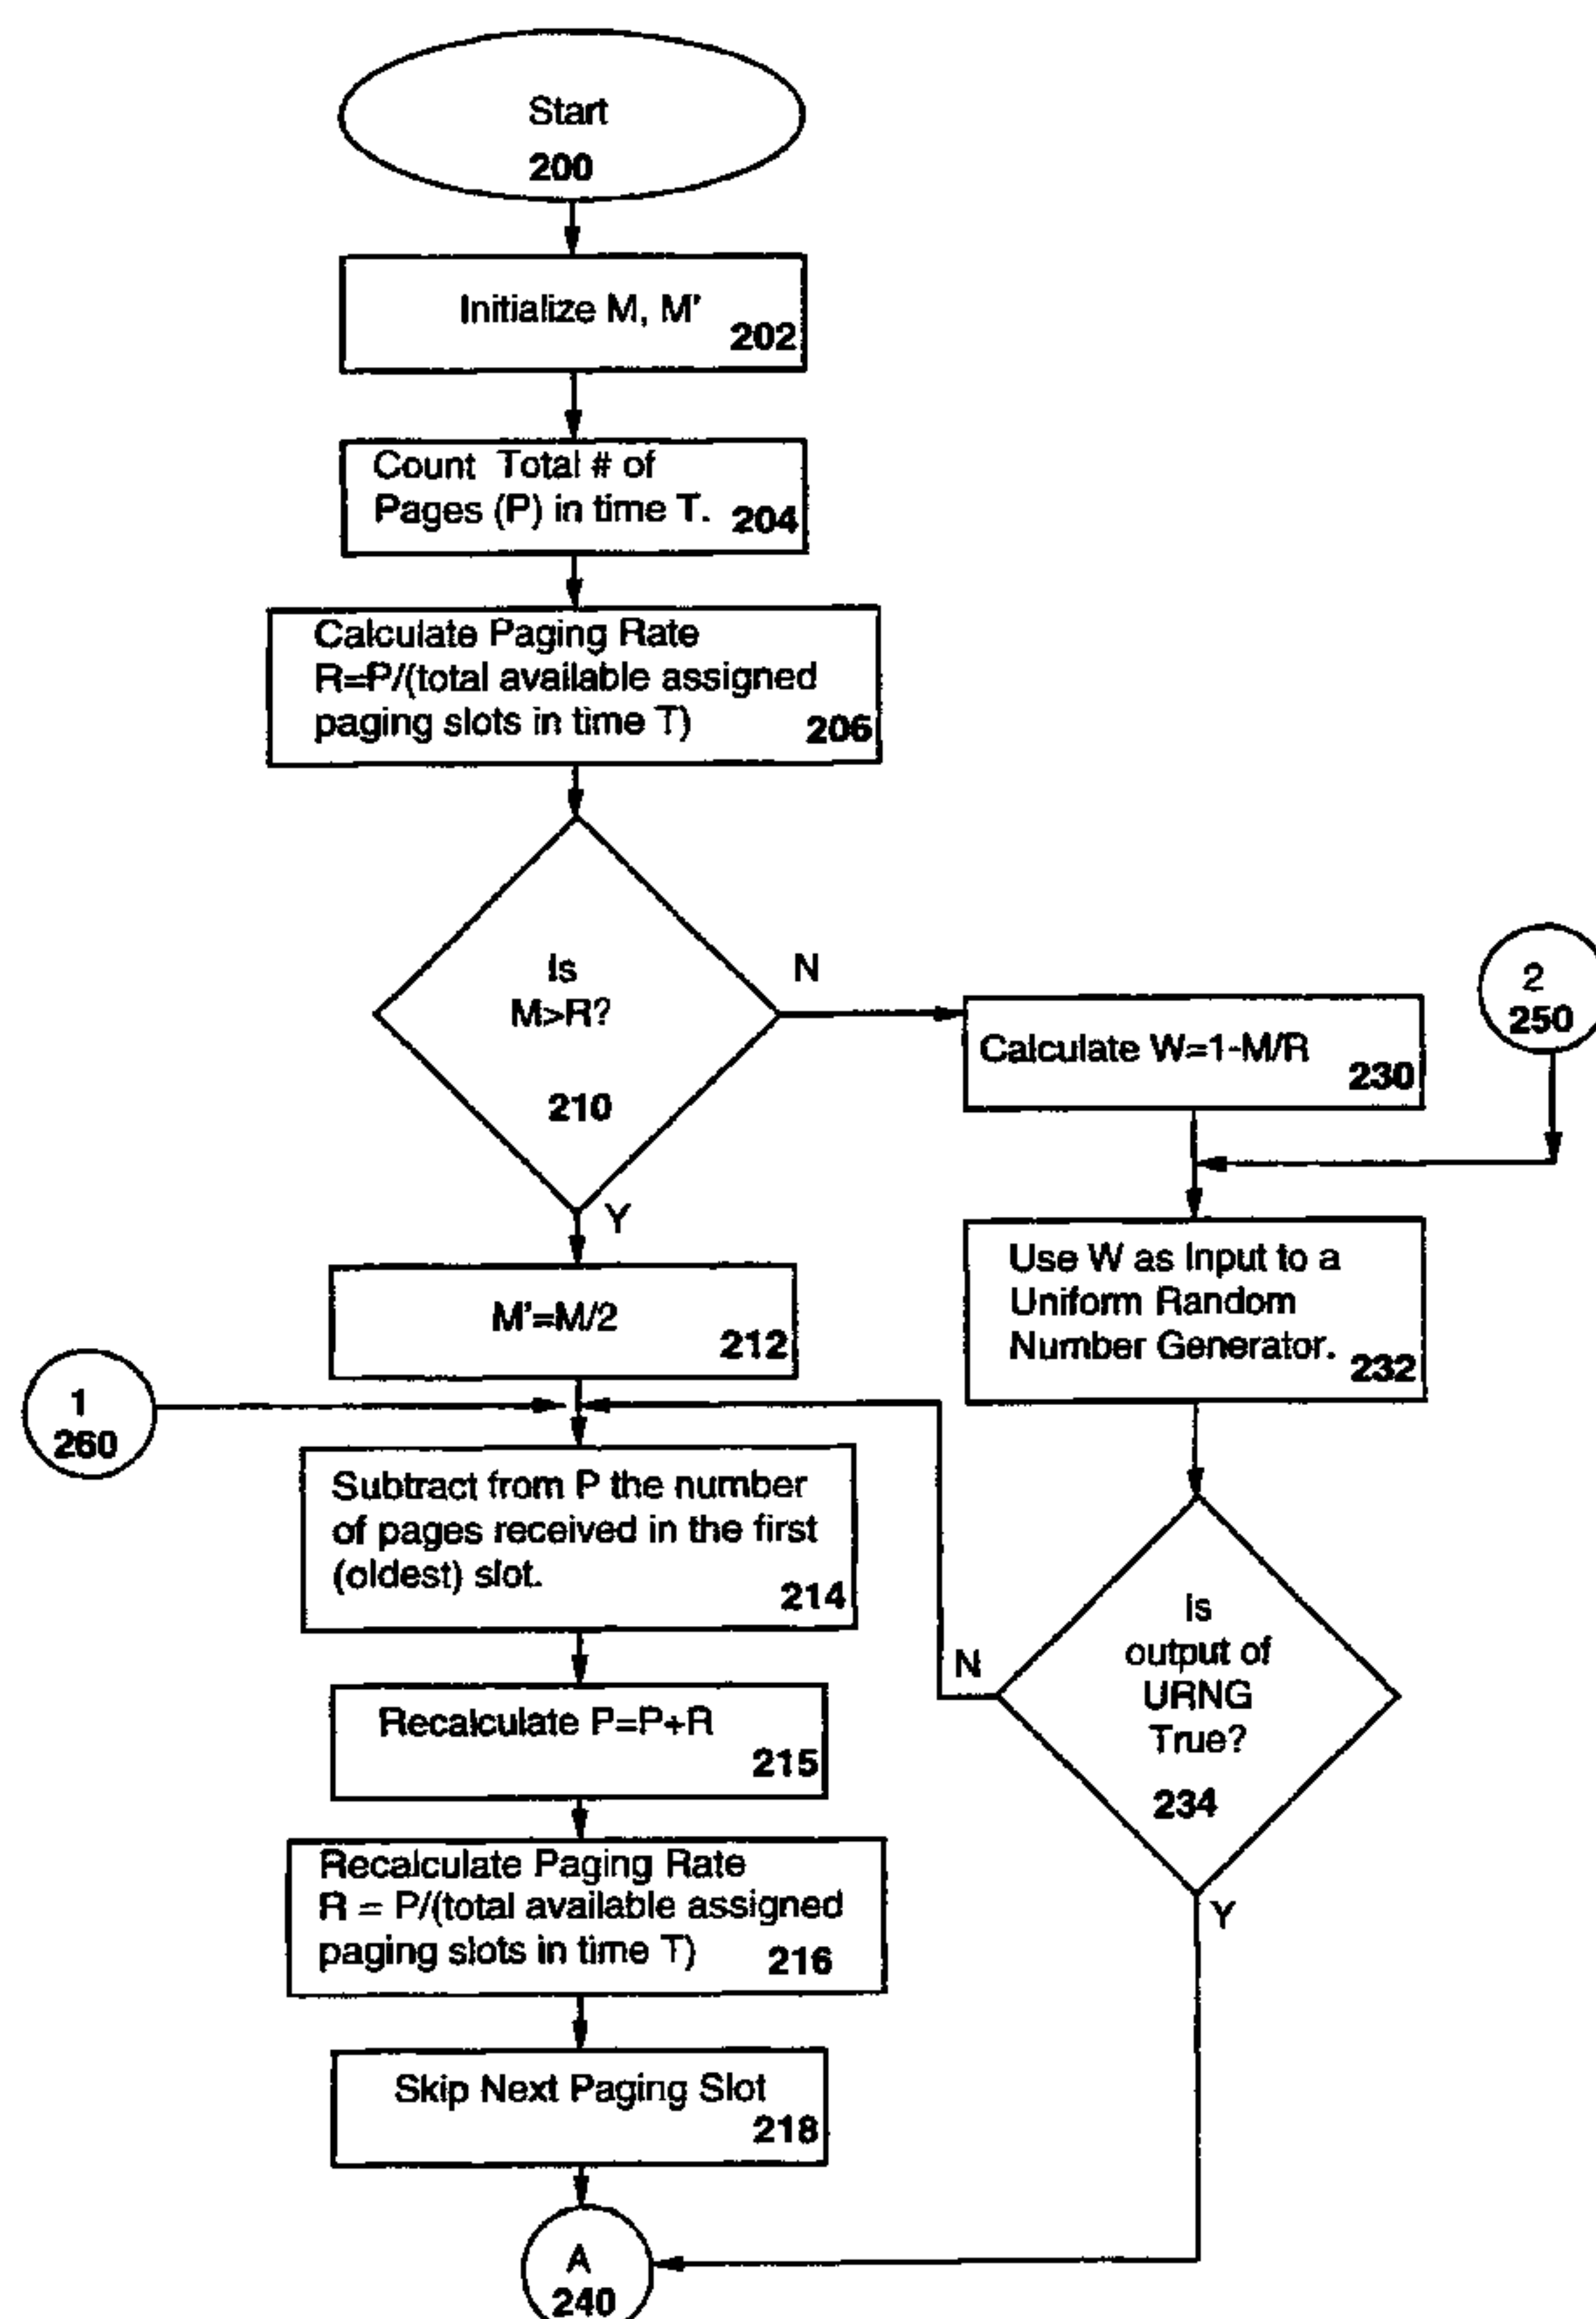 Start
200
Initialize M, M'
202
Count Total # of
Pages (P) in time T.
204
Calculate Paging Rate
R=P/(total available assigned
paging slots in time T)
206
Is
M>R?
210
N
Y
Calculate W=1-M/R
230
2
250
M'=M/2
212
Use W as Input to a
Uniform Random
Number Generator.
232
1
260
Subtract from P the number
of pages received in the first
(oldest) slot.
214
Is
output of
URNG
True?
234
N
Y
Recalculate P=P+R
215
Recalculate Paging Rate
R = P/(total available assigned
paging slots in time T)
216
Skip Next Paging Slot
218
A
240